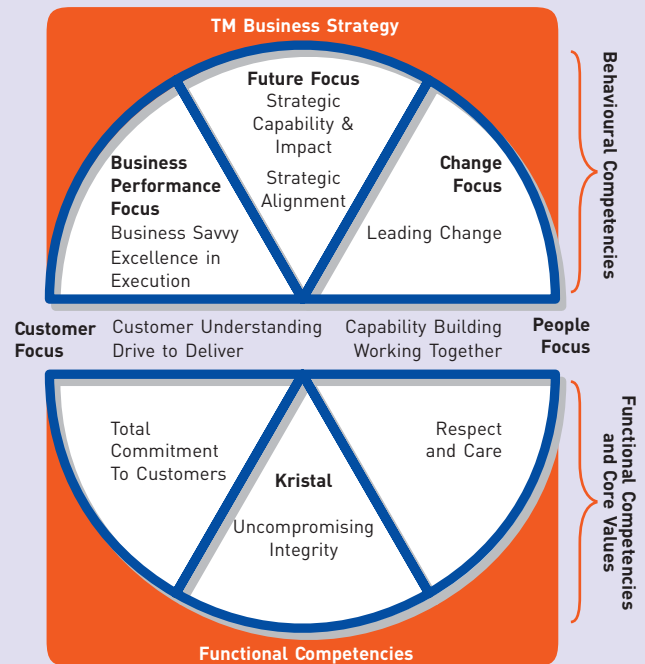 TM Business Strategy
Future Focus
Strategic
Capability &
Impact
Strategic
Alignment
Business
Performance
Focus
Business Savvy
Excellence in
Execution
Change
Focus
Leading Change
Behavioural Competencies
Customer
Focus
Customer Understanding
Drive to Deliver
Capability Building
Working Together
People
Focus
Total
Commitment
To Customers
Kristal
Uncompromising
Integrity
Respect
and Care
Functional Competencies
and Core Values
Functional Competencies